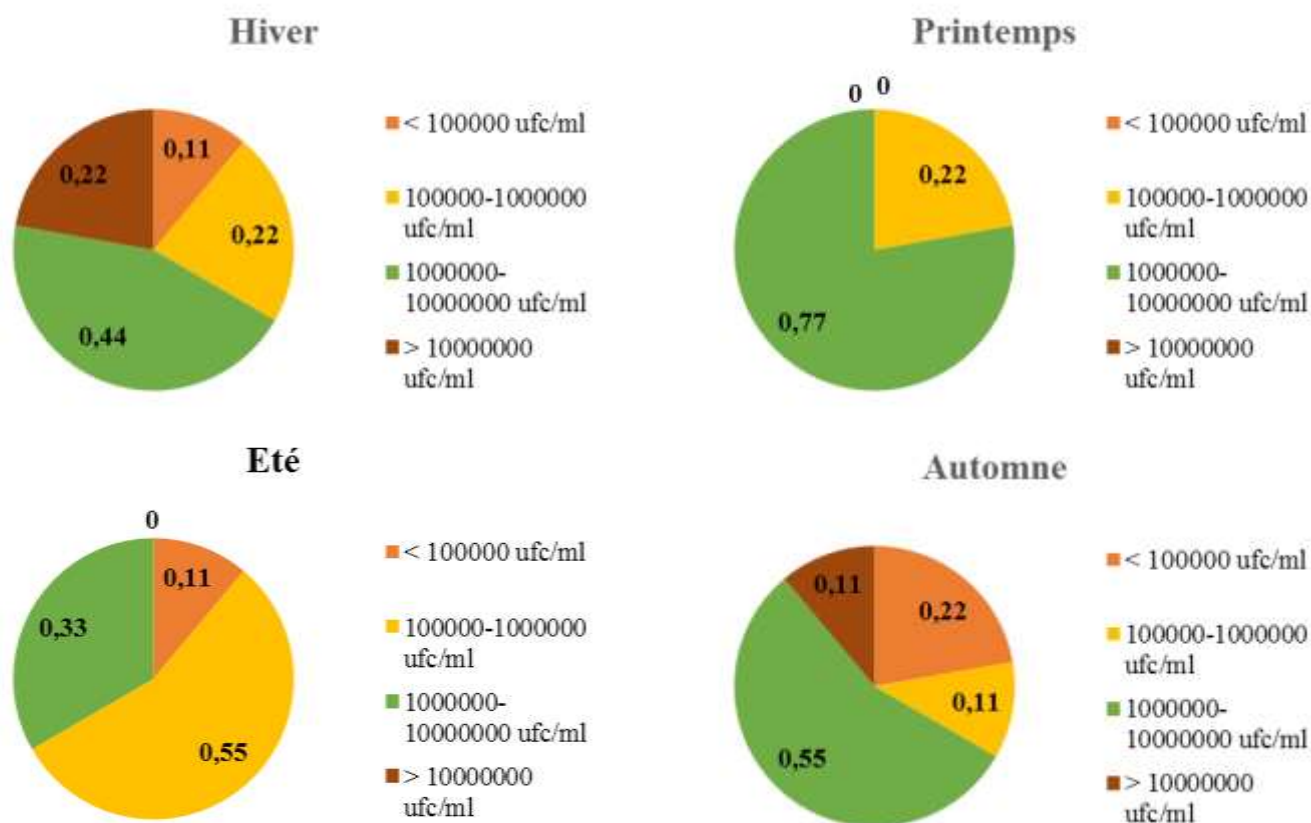 Hiver
0,11
0,22
0,44
0,22
< 100000 ufc/ml
100000-1000000
ufc/ml
1000000-
10000000 ufc/ml
> 10000000
ufc/ml
Printemps
0 0
0,22
0,77
< 100000 ufc/ml
100000-1000000
ufc/ml
1000000-
10000000 ufc/ml
> 10000000
ufc/ml
Eté
0
0,11
0,33
0,55
< 100000 ufc/ml
100000-1000000
ufc/ml
1000000-
10000000 ufc/ml
> 10000000
ufc/ml
Automne
0,11
0,22
0,11
0,55
< 100000 ufc/ml
100000-1000000
ufc/ml
1000000-
10000000 ufc/ml
> 10000000
ufc/ml